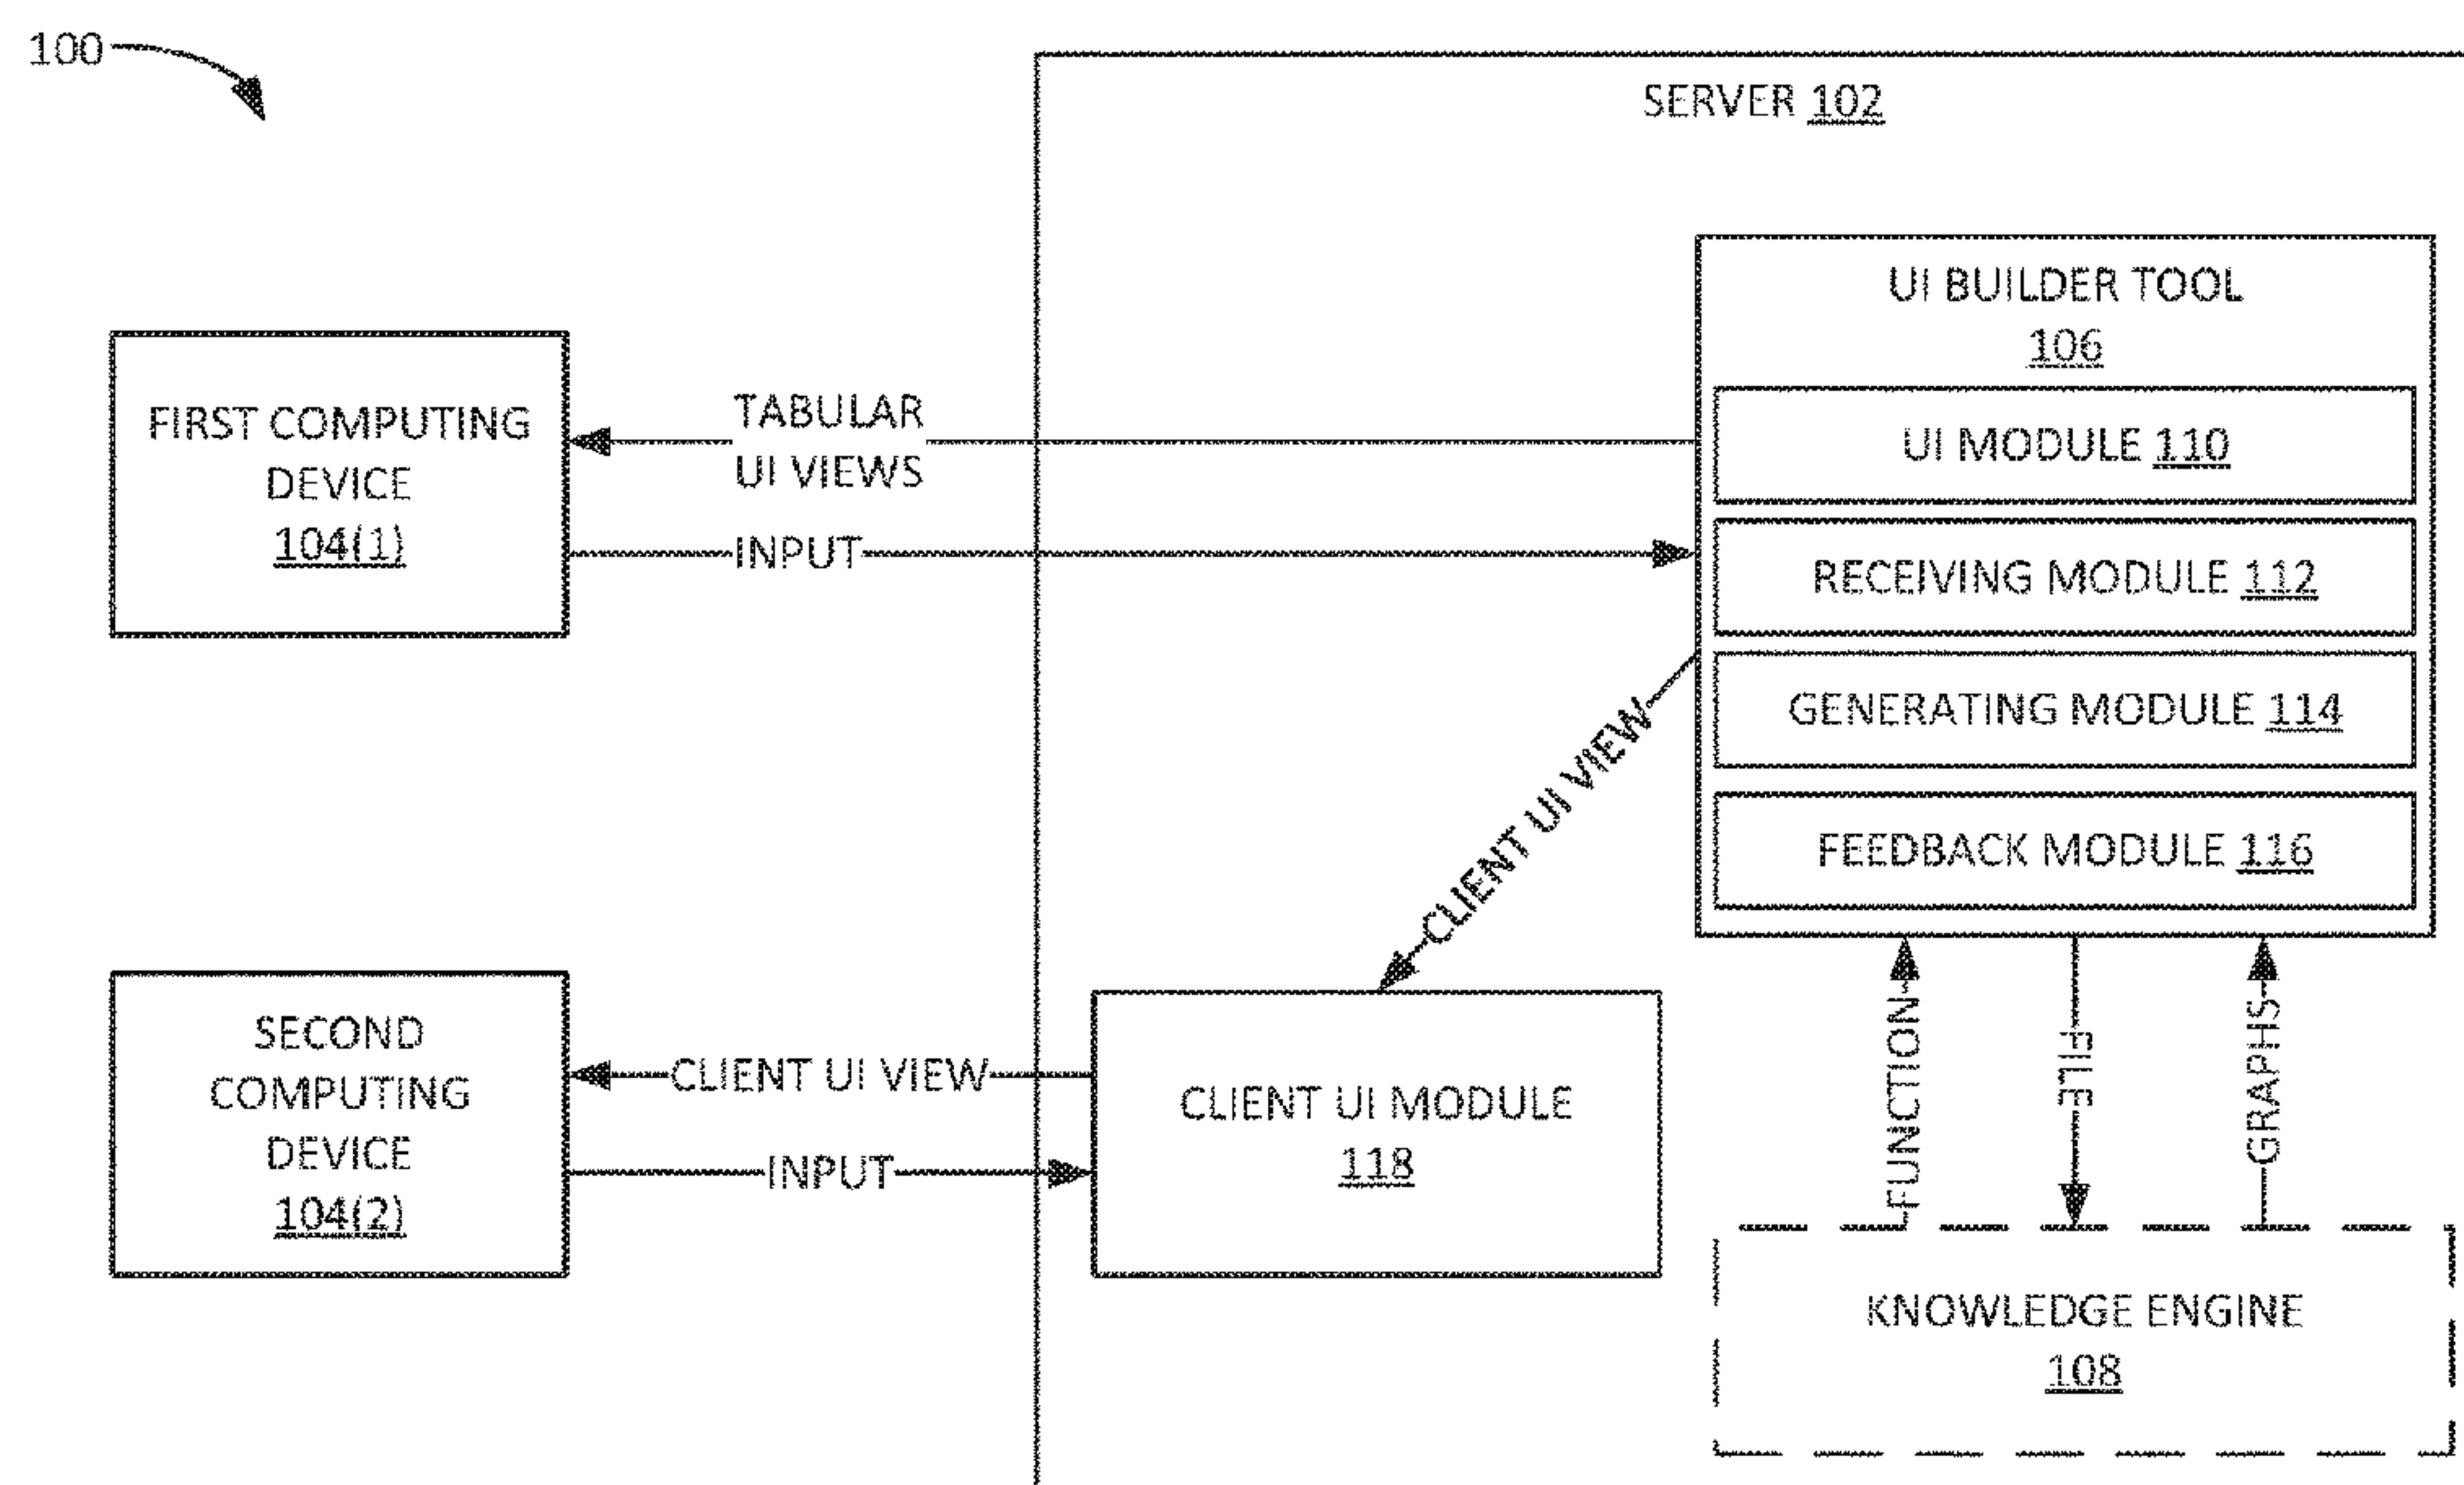 100
SERVER 102
UI BUILDER TOOL
106
UI MODULE 110
RECEIVING MODULE 112
GENERATING MODULE 114
FEEDBACK MODULE 116
FIRST COMPUTING
DEVICE
104(1)
TABULAR
UI VIEWS
INPUT
CLIENT UI VIEW
SECOND
COMPUTING
DEVICE
104(2)
CLIENT UI VIEW
INPUT
CLIENT UI MODULE
118
FUNCTION
FILE
GRAPHS
KNOWLEDGE ENGINE
108